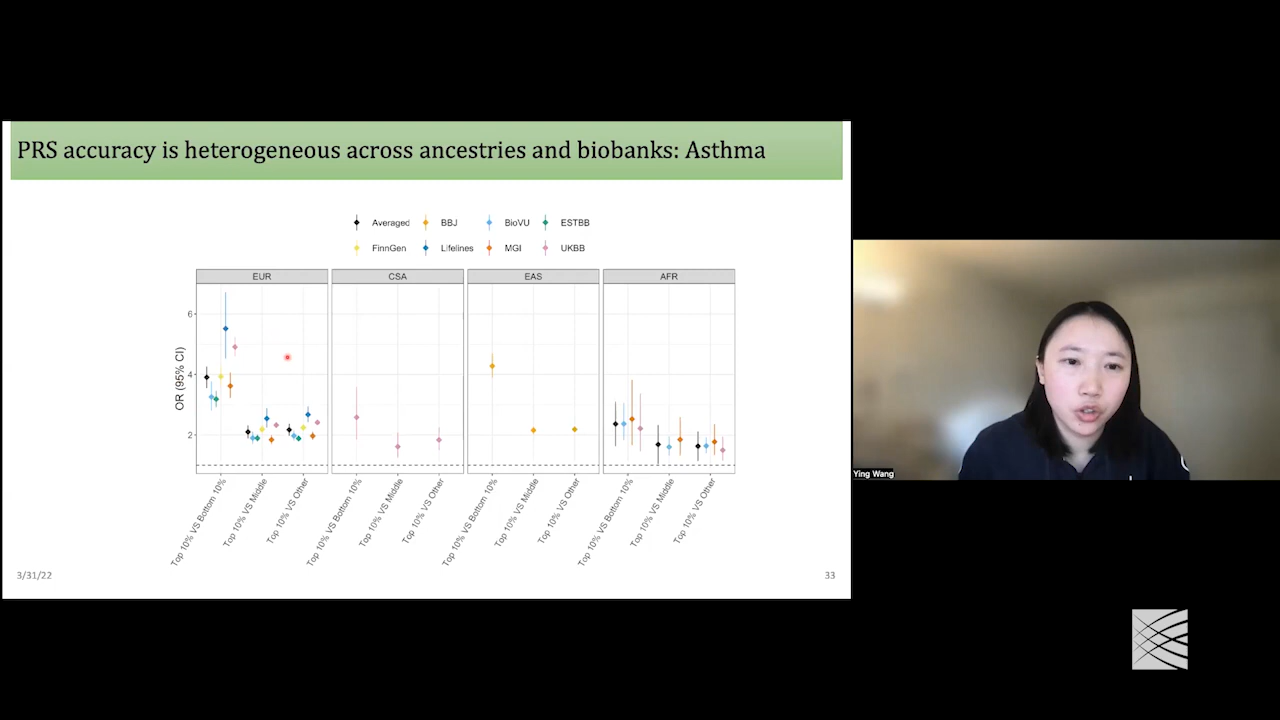 PRS accuracy is heterogeneous across ancestries and biobanks: Asthma
Averaged BBJ BioVU ESTBB
FinnGen Lifelines MGI UKBB
EUR CSA EAS AFR
OR (95% CI)
6
4
2
Top 10% VS Bottom 10%
Top 10% VS Middle
Top 10% VS Other
Top 10% VS Bottom 10%
Top 10% VS Middle
Top 10% VS Other
Top 10% VS Bottom 10%
Top 10% VS Middle
Top 10% VS Other
Top 10% VS Bottom 10%
Top 10% VS Middle
Top 10% VS Other
3/31/22
33
Ying Wang